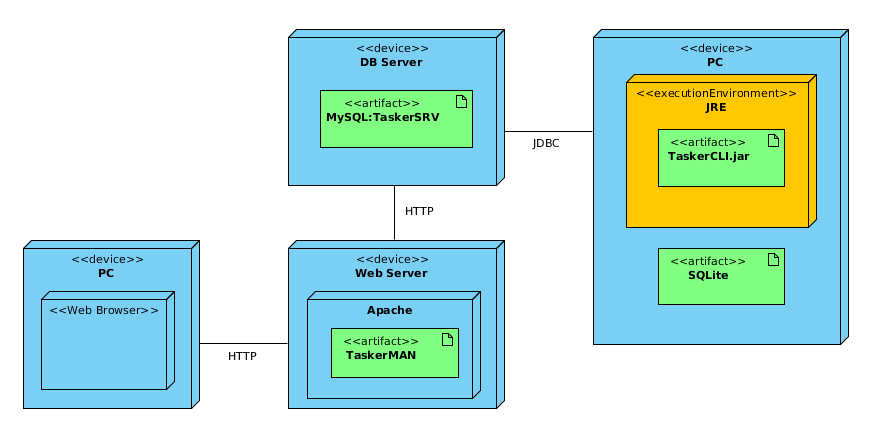 <<device>>
DB Server
<<artifact>>
MySQL:TaskerSRV
JDBC
<<device>>
PC
<<executionEnvironment>>
JRE
<<artifact>>
TaskerCLI.jar
<<artifact>>
SQLite
HTTP
<<device>>
PC
<<Web Browser>>
HTTP
<<device>>
Web Server
Apache
<<artifact>>
TaskerMAN